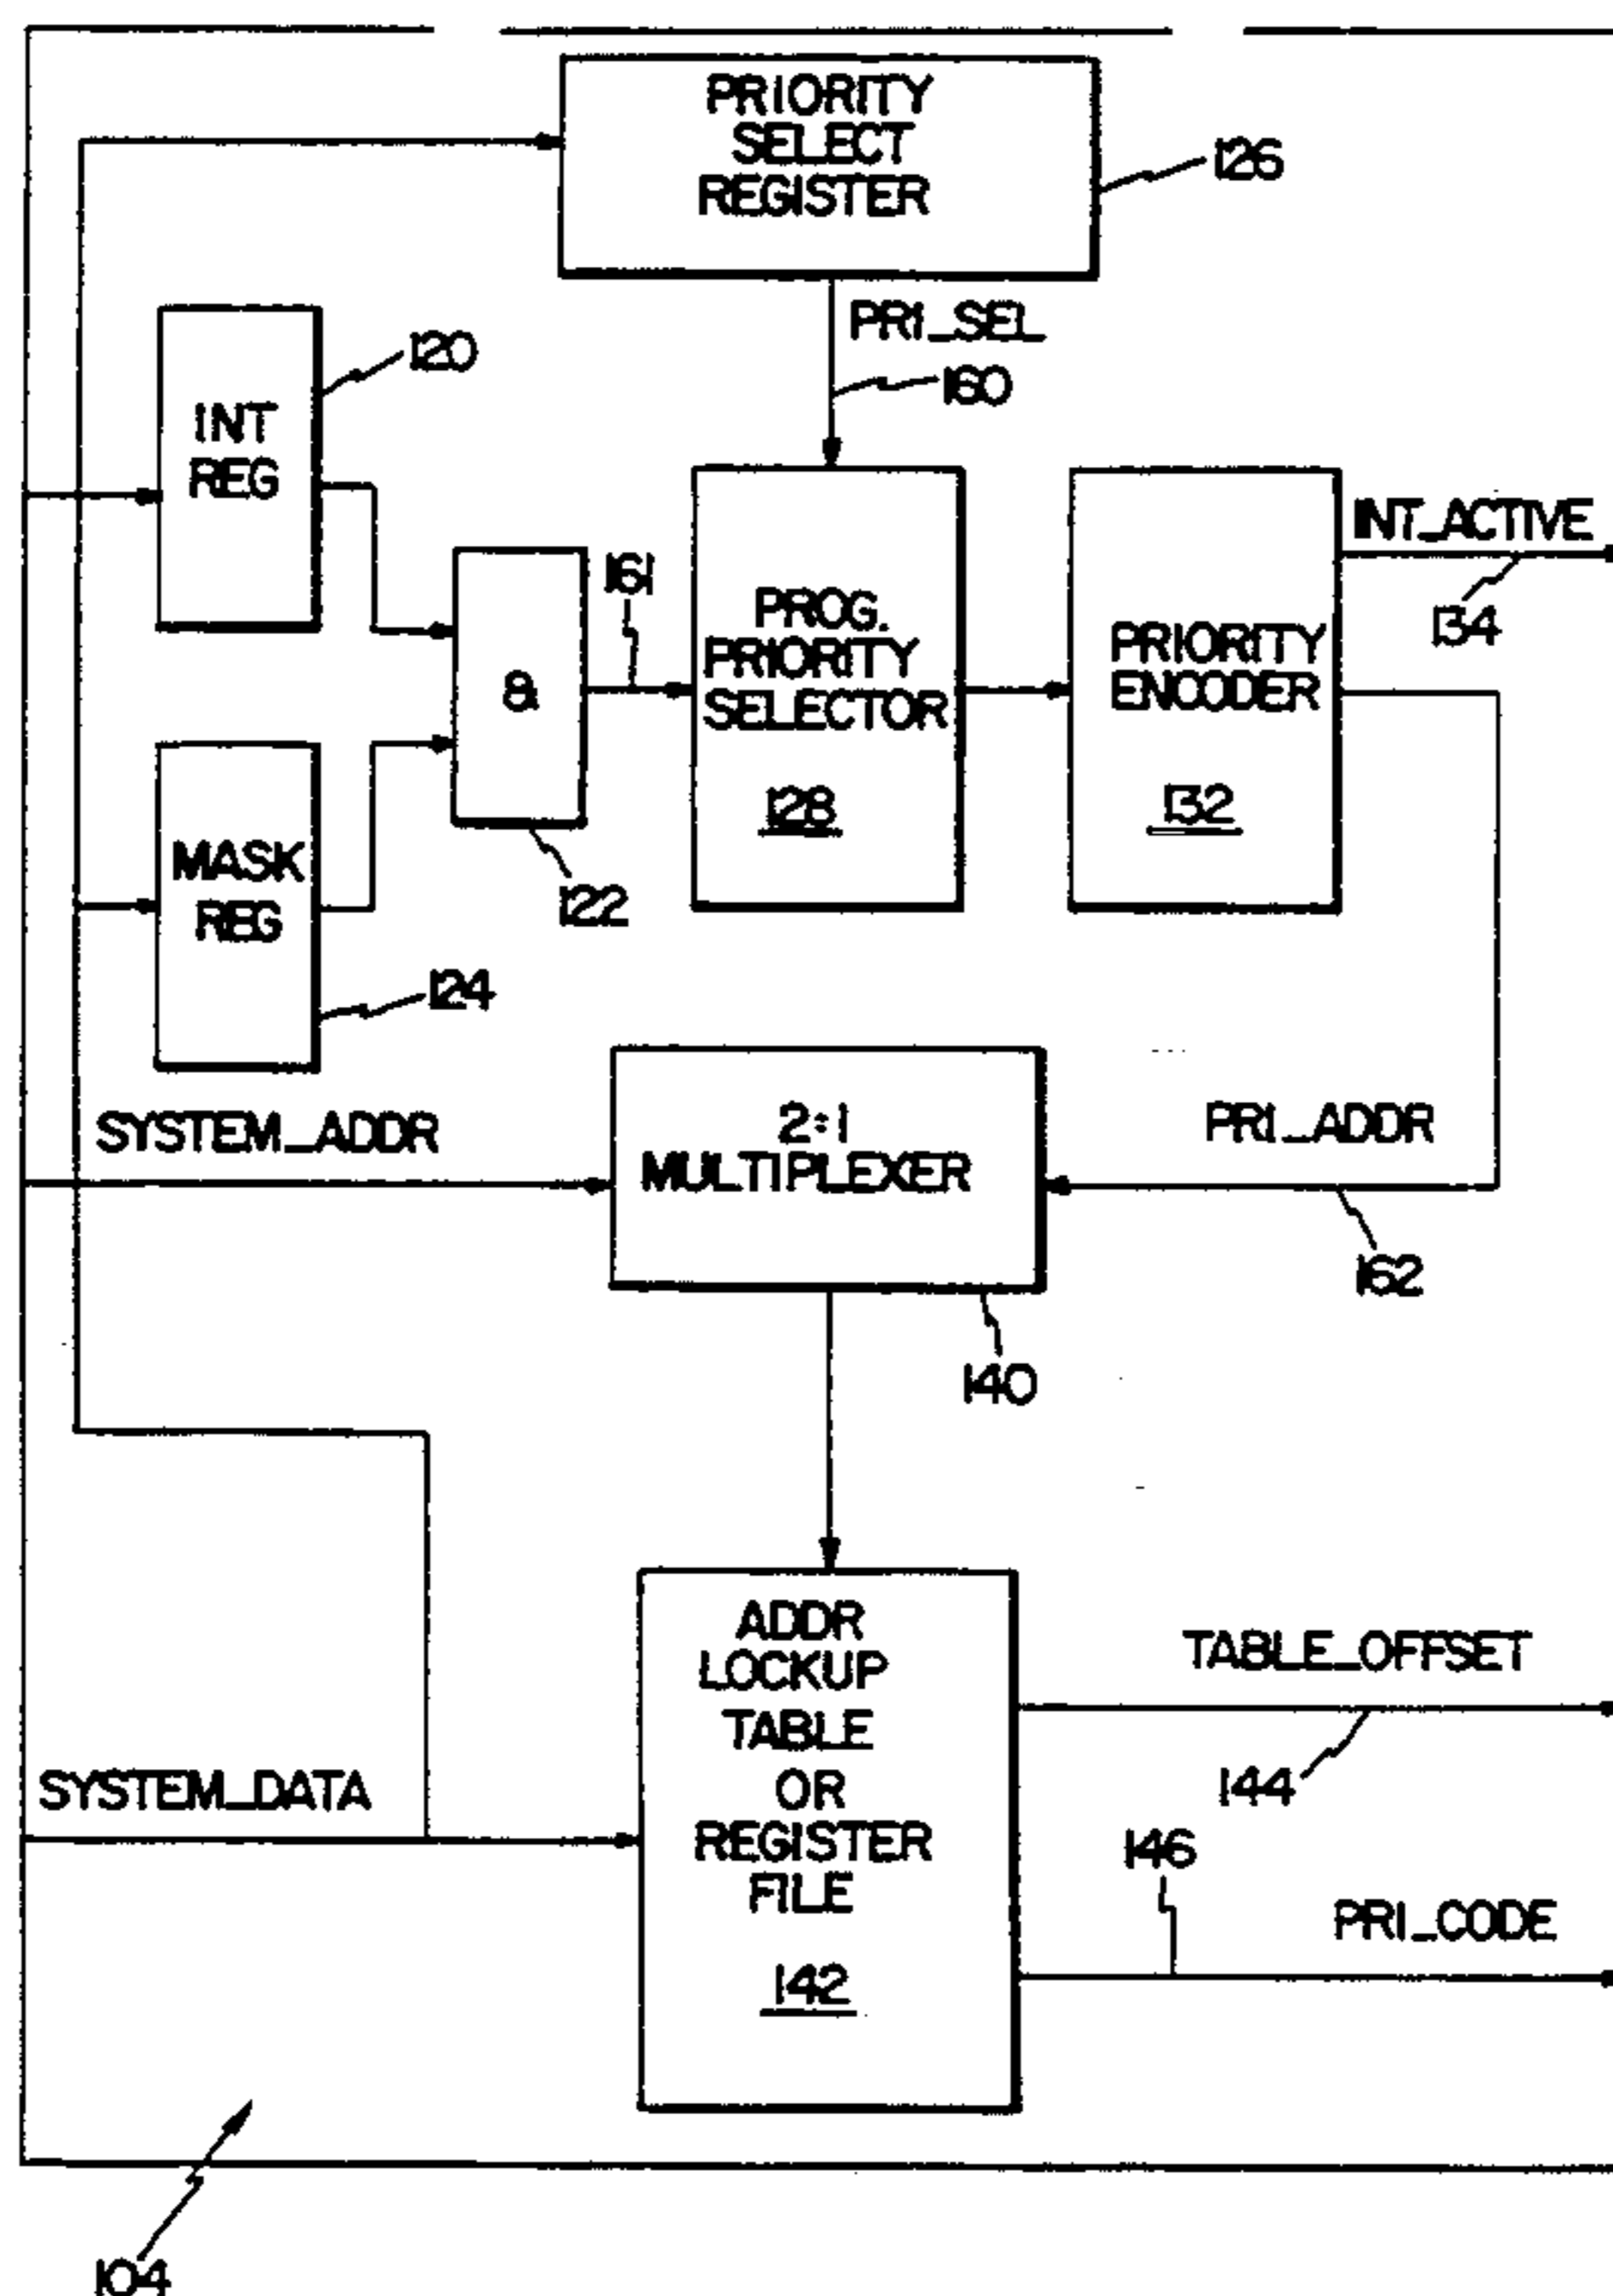 PRIORITY
SELECT
REGISTER
126
PRI_SEL
160
120
INT
REG
INT_ACTIVE
134
161
&
PROG.
PRIORITY
SELECTOR
128
PRIORITY
ENCODER
132
122
MASK
REG
124
SYSTEM_ADDR
2:1
MULTIPLEXER
PRI_ADDR
162
140
ADDR
LOCKUP
TABLE
OR
REGISTER
FILE
142
TABLE_OFFSET
144
SYSTEM_DATA
146
PRI_CODE
104